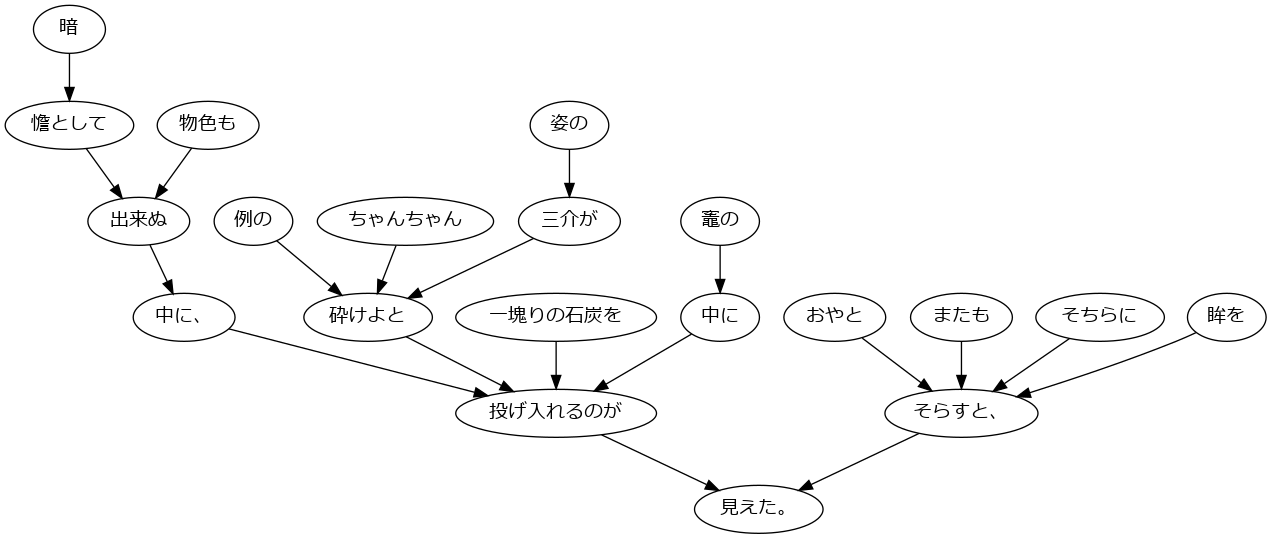 暗
憺として
物色も
姿の
出来ぬ
例の
ちゃんちゃん
三介が
竈の
中に、
砕けよと
一塊りの石炭を
中に
おやと
またも
そちらに
眸を
投げ入れるのが
そらすと、
見えた。